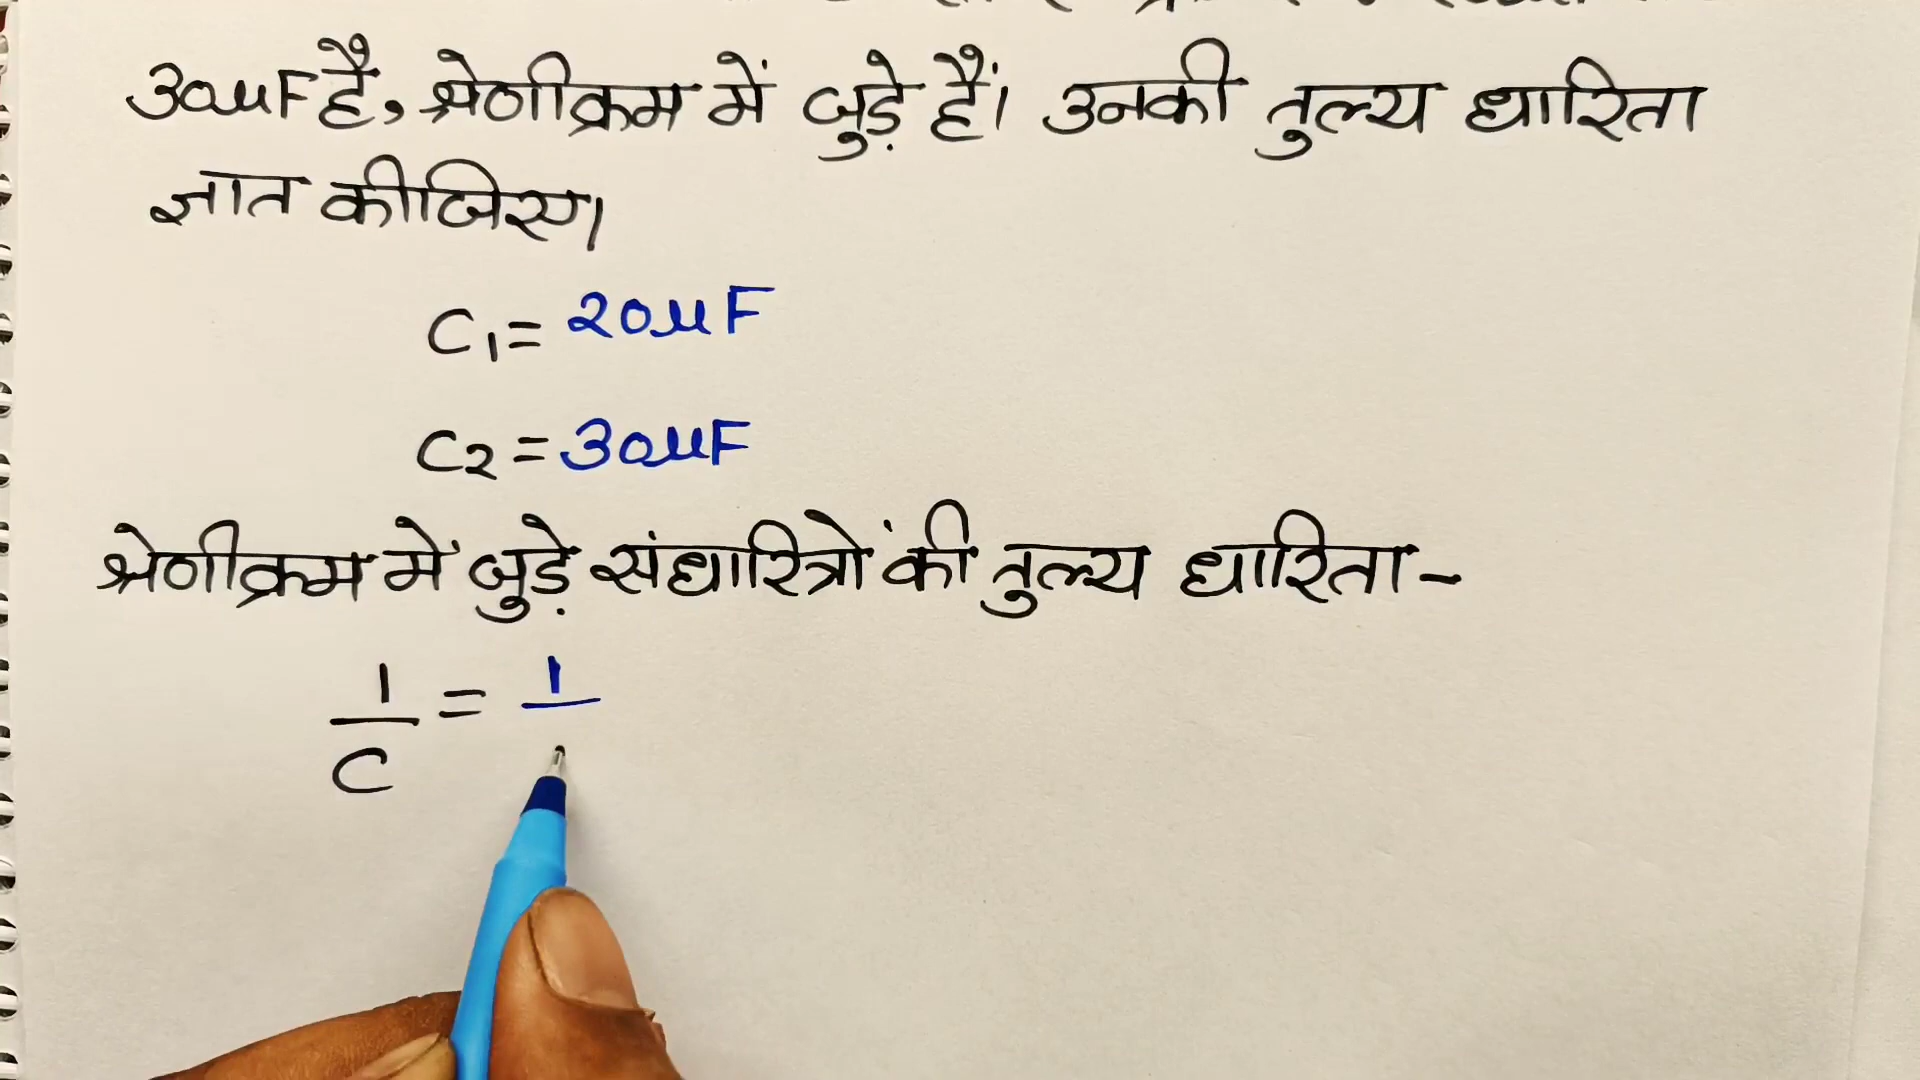 30μF है, श्रेणीक्रम में जुड़े हैं। उनकी तुल्य धारिता
ज्ञात कीजिए।
C₁= 20μF
C₂ = 30μF
श्रेणीक्रम में जुड़े संधारित्रों की तुल्य धारिता-
1/C = 1/